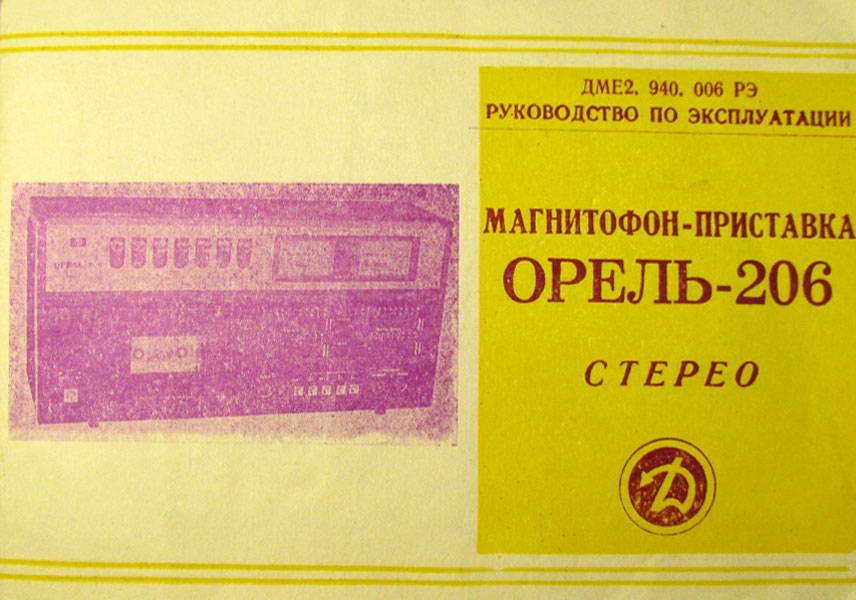 ДМЕ2. 940. 006 РЭ
РУКОВОДСТВО ПО ЭКСПЛУАТАЦИИ
МАГНИТОФОН-ПРИСТАВКА
ОРЕЛЬ-206
СТЕРЕО
Д